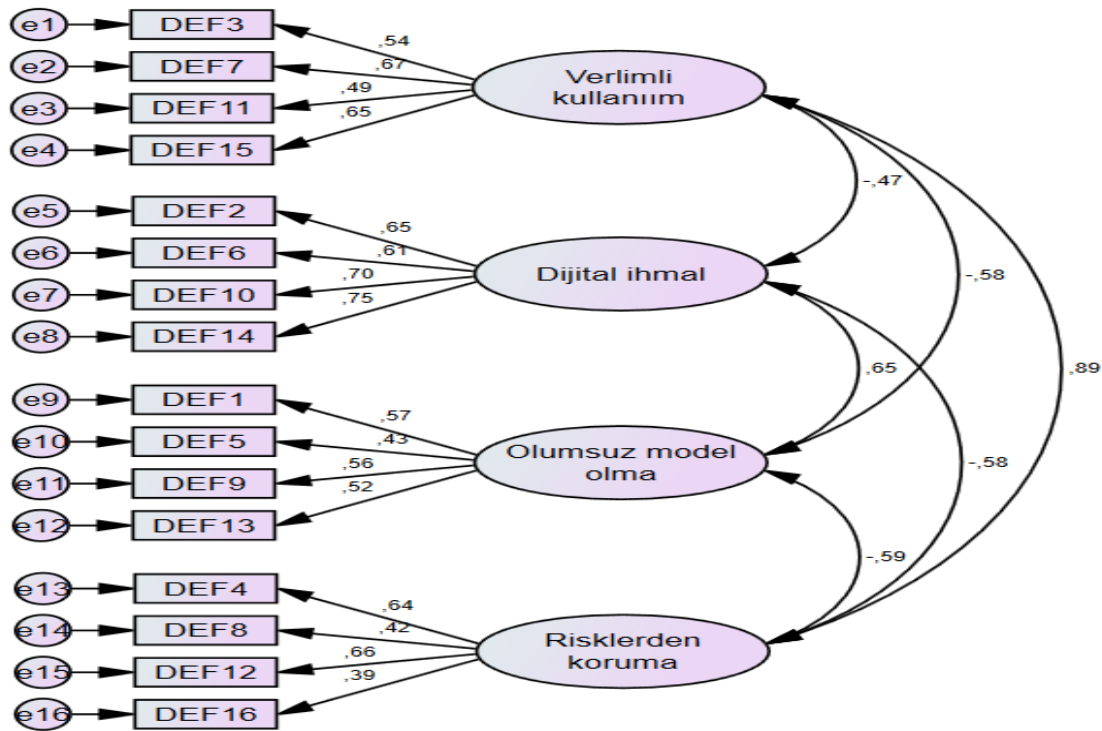 e1 DEF3
,54
e2 DEF7
,67
e3 DEF11
,49
e4 DEF15
,65
Verlimli
kullanıım
e5 DEF2
,65
e6 DEF6
,61
e7 DEF10
,70
e8 DEF14
,75
Dijital ihmal
e9 DEF1
,57
e10 DEF5
,43
e11 DEF9
,56
e12 DEF13
,52
Olumsuz model
olma
e13 DEF4
,64
e14 DEF8
,42
e15 DEF12
,66
e16 DEF16
,39
Risklerden
koruma
-,47
-,58
,65
,89
-,58
-,59